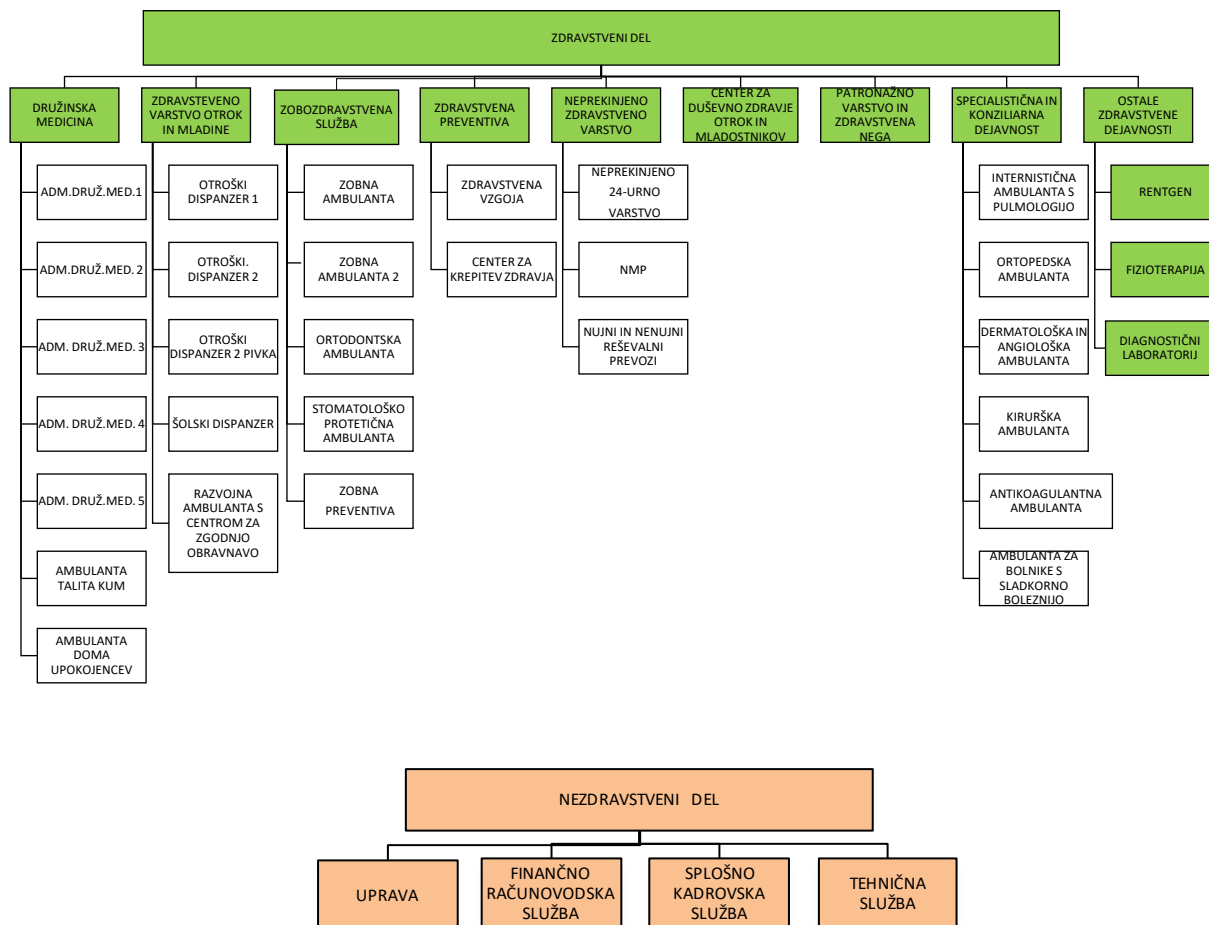 ZDRAVSTVENI DEL
DRUŽINSKA
MEDICINA
ZDRAVSTEVENO
VARSTVO OTROK
IN MLADINE
ZOBOZDRAVSTVENA
SLUŽBA
ZDRAVSTVENA
PREVENTIVA
NEPREKINJENO
ZDRAVSTVENO
VARSTVO
CENTER ZA
DUŠEVNO ZDRAVJE
OTROK IN
MLADOSTNIKOV
PATRONAŽNO
VARSTVO IN
ZDRAVSTVENA
NEGA
SPECIALISTIČNA IN
KONZILIARNA
DEJAVNOST
OSTALE
ZDRAVSTVENE
DEJAVNOSTI
ADM.DRUŽ.MED.1
ADM.DRUŽ.MED. 2
ADM. DRUŽ.MED. 3
ADM. DRUŽ.MED. 4
ADM. DRUŽ.MED. 5
AMBULANTA
TALITA KUM
AMBULANTA
DOMA
UPOKOJENCEV
OTROŠKI
DISPANZER 1
OTROŠKI.
DISPANZER 2
OTROŠKI
DISPANZER 2 PIVKA
ŠOLSKI DISPANZER
RAZVOJNA
AMBULANTA S
CENTROM ZA
ZGODNJO
OBRAVNAVO
ZOBNA
AMBULANTA
ZOBNA
AMBULANTA 2
ORTODONTSKA
AMBULANTA
STOMATOLOŠKO
PROTETIČNA
AMBULANTA
ZOBNA
PREVENTIVA
ZDRAVSTVENA
VZGOJA
CENTER ZA
KREPITEV ZDRAVJA
NEPREKINJENO
24-URNO
VARSTVO
NMP
NUJNI IN NENUJNI
REŠEVALNI
PREVOZI
INTERNISTIČNA
AMBULANTA S
PULMOLOGIJO
ORTOPEDSKA
AMBULANTA
DERMATOLOŠKA IN
ANGIOLOŠKA
AMBULANTA
KIRURŠKA
AMBULANTA
ANTIKOAGULANTNA
AMBULANTA
AMBULANTA ZA
BOLNIKE S
SLADKORNO
BOLEZNIJO
RENTGEN
FIZIOTERAPIJA
DIAGNOSTIČNI
LABORATORIJ
NEZDRAVSTVENI DEL
UPRAVA
FINANČNO
RAČUNOVODSKA
SLUŽBA
SPLOŠNO
KADROVSKA
SLUŽBA
TEHNIČNA
SLUŽBA